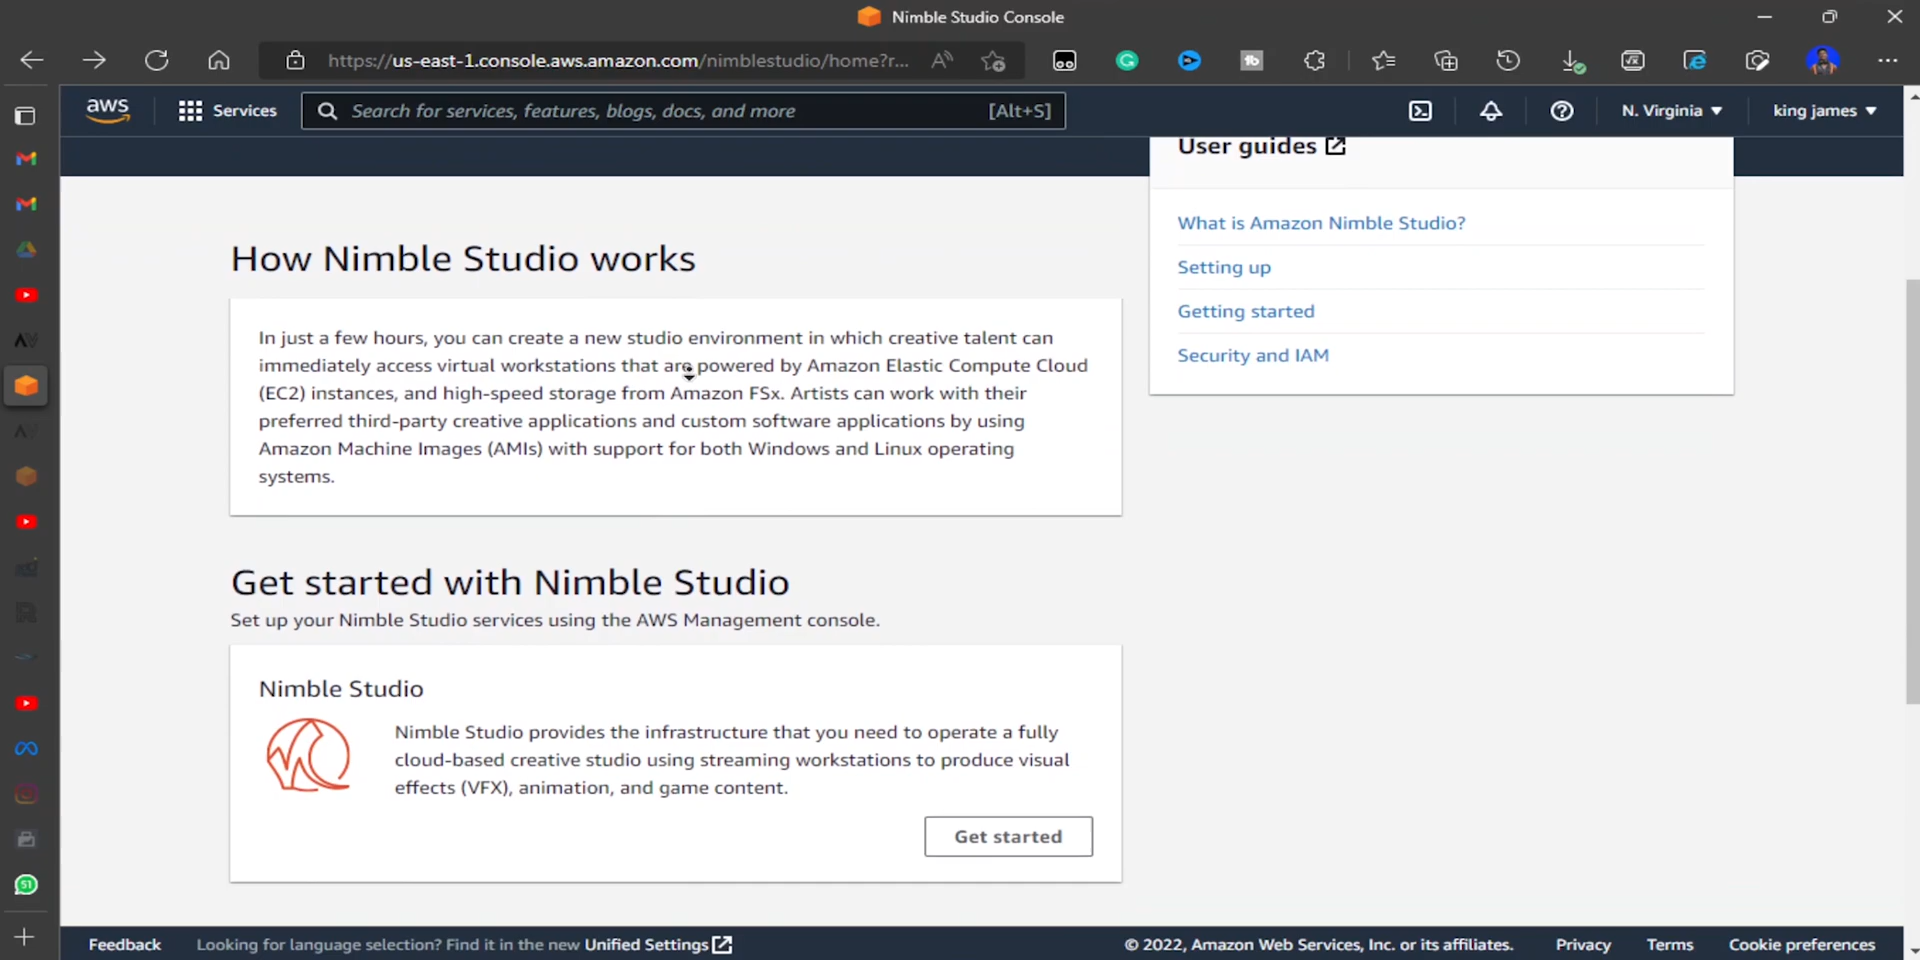 Nimble Studio Console
https://us-east-1.console.aws.amazon.com/nimblestudio/home?r...
aws
Services
Search for services, features, blogs, docs, and more
[Alt+S]
N. Virginia
king james
User guides
What is Amazon Nimble Studio?
Setting up
Getting started
Security and IAM
How Nimble Studio works
In just a few hours, you can create a new studio environment in which creative talent can
immediately access virtual workstations that are powered by Amazon Elastic Compute Cloud
(EC2) instances, and high-speed storage from Amazon FSx. Artists can work with their
preferred third-party creative applications and custom software applications by using
Amazon Machine Images (AMIs) with support for both Windows and Linux operating
systems.
Get started with Nimble Studio
Set up your Nimble Studio services using the AWS Management console.
Nimble Studio
Nimble Studio provides the infrastructure that you need to operate a fully
cloud-based creative studio using streaming workstations to produce visual
effects (VFX), animation, and game content.
Get started
51
Feedback
Looking for language selection? Find it in the new Unified Settings
© 2022, Amazon Web Services, Inc. or its affiliates.
Privacy
Terms
Cookie preferences